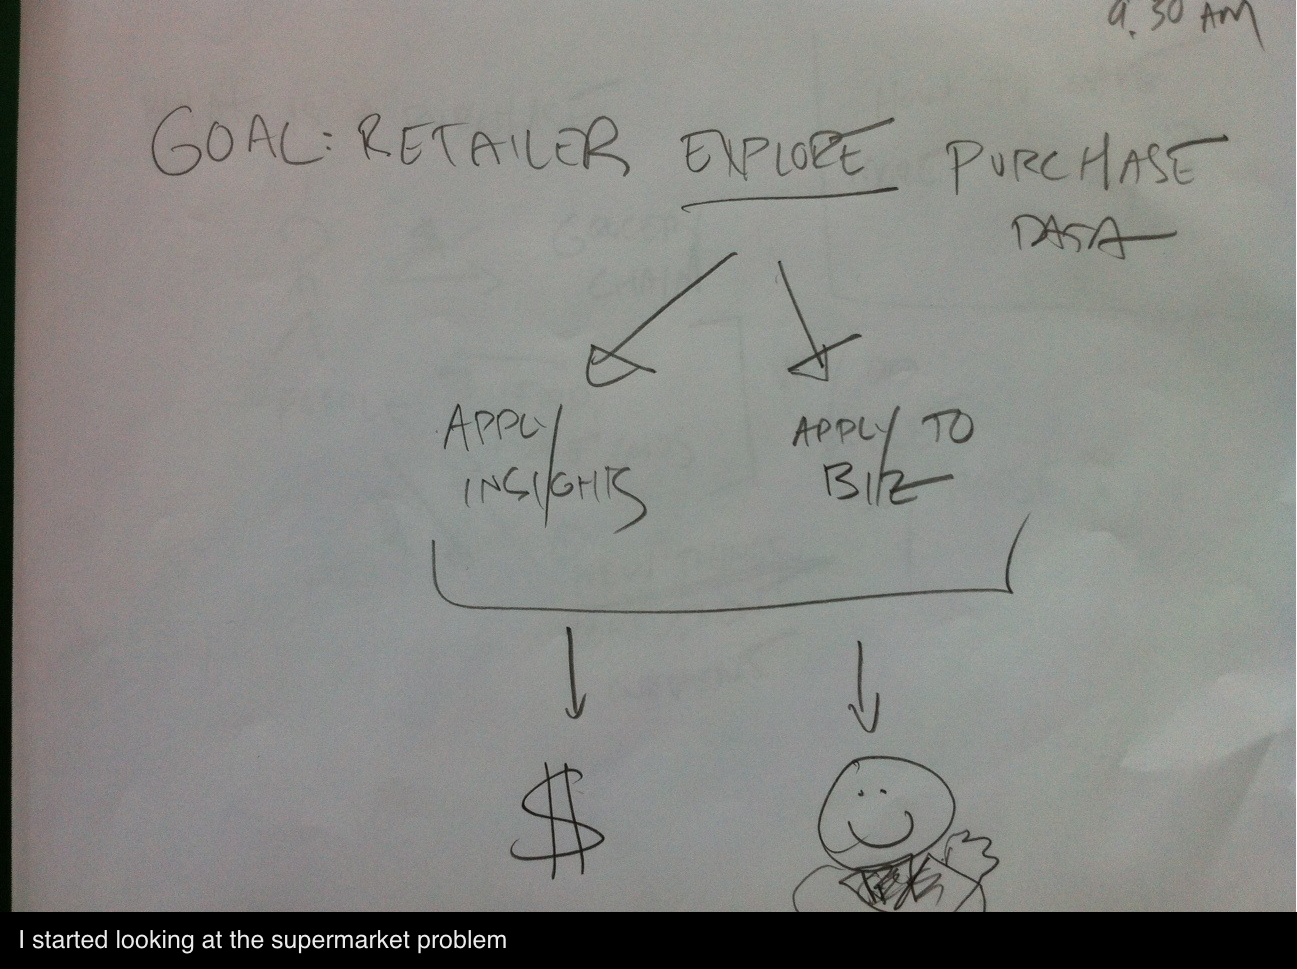 9.30 AM
GOAL: RETAILER EXPLORE PURCHASE
DATA
APPLY
INSIGHTS
APPLY TO
BIZ
$
I started looking at the supermarket problem